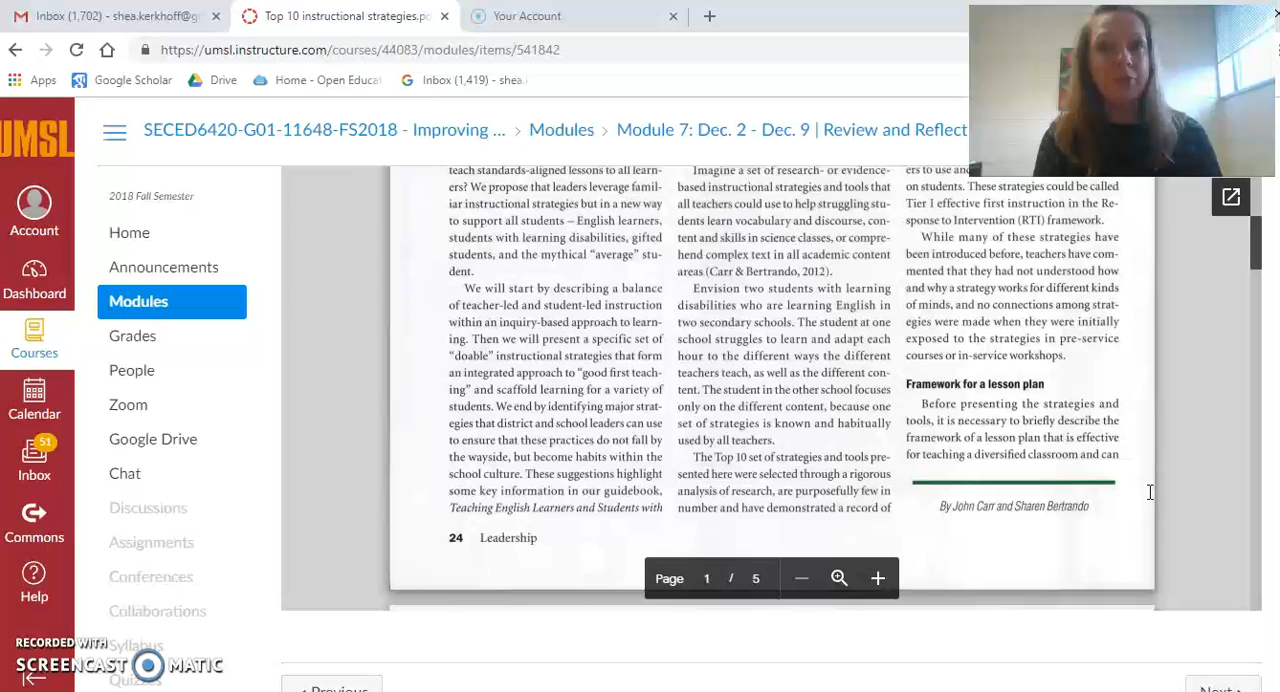 Inbox (1,702) - shea.kerkhoff@g
Top 10 instructional strategies.pd
Your Account
https://umsl.instructure.com/courses/44083/modules/items/541842
Apps
Google Scholar
Drive
Home - Open Educat
Inbox (1,419) - shea.
UMSL
SECED6420-G01-11648-FS2018 - Improving ... > Modules > Module 7: Dec. 2 - Dec. 9 | Review and Reflect
Account
Dashboard
Courses
Calendar
51
Inbox
Commons
Help
2018 Fall Semester
Home
Announcements
Modules
Grades
People
Zoom
Google Drive
Chat
Discussions
Assignments
Conferences
Collaborations
Syllabus
Quizzes
teach standards-aligned lessons to all learn-
ers? We propose that leaders leverage famil-
iar instructional strategies but in a new way
to support all students – English learners,
students with learning disabilities, gifted
students, and the mythical “average” stu-
dent.
We will start by describing a balance
of teacher-led and student-led instruction
within an inquiry-based approach to learn-
ing. Then we will present a specific set of
“doable” instructional strategies that form
an integrated approach to “good first teach-
ing” and scaffold learning for a variety of
students. We end by identifying major strat-
egies that district and school leaders can use
to ensure that these practices do not fall by
the wayside, but become habits within the
school culture. These suggestions highlight
some key information in our guidebook,
Teaching English Learners and Students with
24 Leadership
Imagine a set of research- or evidence-
based instructional strategies and tools that
all teachers could use to help struggling stu-
dents learn vocabulary and discourse, con-
tent and skills in science classes, or compre-
hend complex text in all academic content
areas (Carr & Bertrando, 2012).
Envision two students with learning
disabilities who are learning English in
two secondary schools. The student at one
school struggles to learn and adapt each
hour to the different ways the different
teachers teach, as well as the different con-
tent. The student in the other school focuses
only on the different content, because one
set of strategies is known and habitually
used by all teachers.
The Top 10 set of strategies and tools pre-
sented here were selected through a rigorous
analysis of research, are purposefully few in
number and have demonstrated a record of
ers to use and
on students. These strategies could be called
Tier I effective first instruction in the Re-
sponse to Intervention (RTI) framework.
While many of these strategies have
been introduced before, teachers have com-
mented that they had not understood how
and why a strategy works for different kinds
of minds, and no connections among strat-
egies were made when they were initially
exposed to the strategies in pre-service
courses or in-service workshops.
Framework for a lesson plan
Before presenting the strategies and
tools, it is necessary to briefly describe the
framework of a lesson plan that is effective
for teaching a diversified classroom and can
By John Carr and Sharen Bertrando
Page 1 / 5
Previous
Next
RECORDED WITH
SCREENCAST MATIC